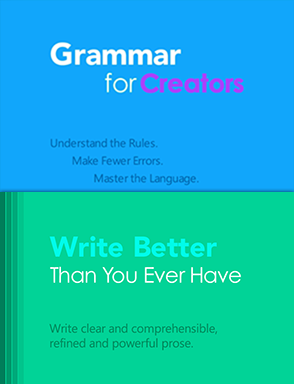 Grammar
for Creators
Understand the Rules.
Make Fewer Errors.
Master the Language.
Write Better
Than You Ever Have
Write clear and comprehensible,
refined and powerful prose.